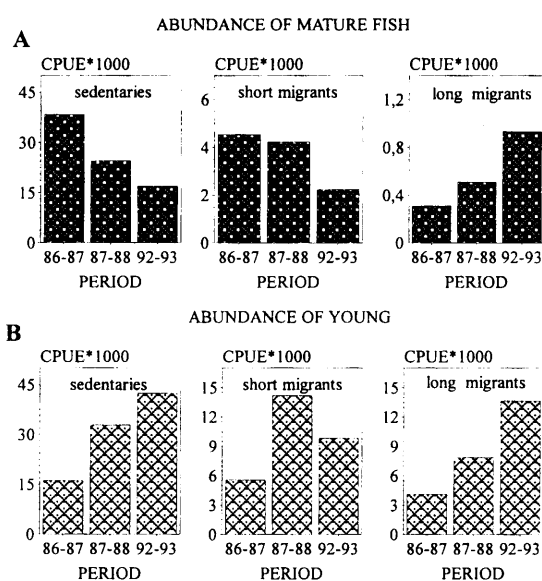 ABUNDANCE OF MATURE FISH
A
CPUE*1000 CPUE*1000 CPUE*1000
sedentaries short migrants long migrants
45 6 1,2
30 4 0,8
15 2 0,4
0 0 0
86-87 87-88 92-93 86-87 87-88 92-93 86-87 87-88 92-93
PERIOD PERIOD PERIOD
ABUNDANCE OF YOUNG
B
CPUE*1000 CPUE*1000 CPUE*1000
sedentaries short migrants long migrants
45 15 15
12 12
30 9 9
15 6 6
3 3
0 0 0
86-87 87-88 92-93 86-87 87-88 92-93 86-87 87-88 92-93
PERIOD PERIOD PERIOD